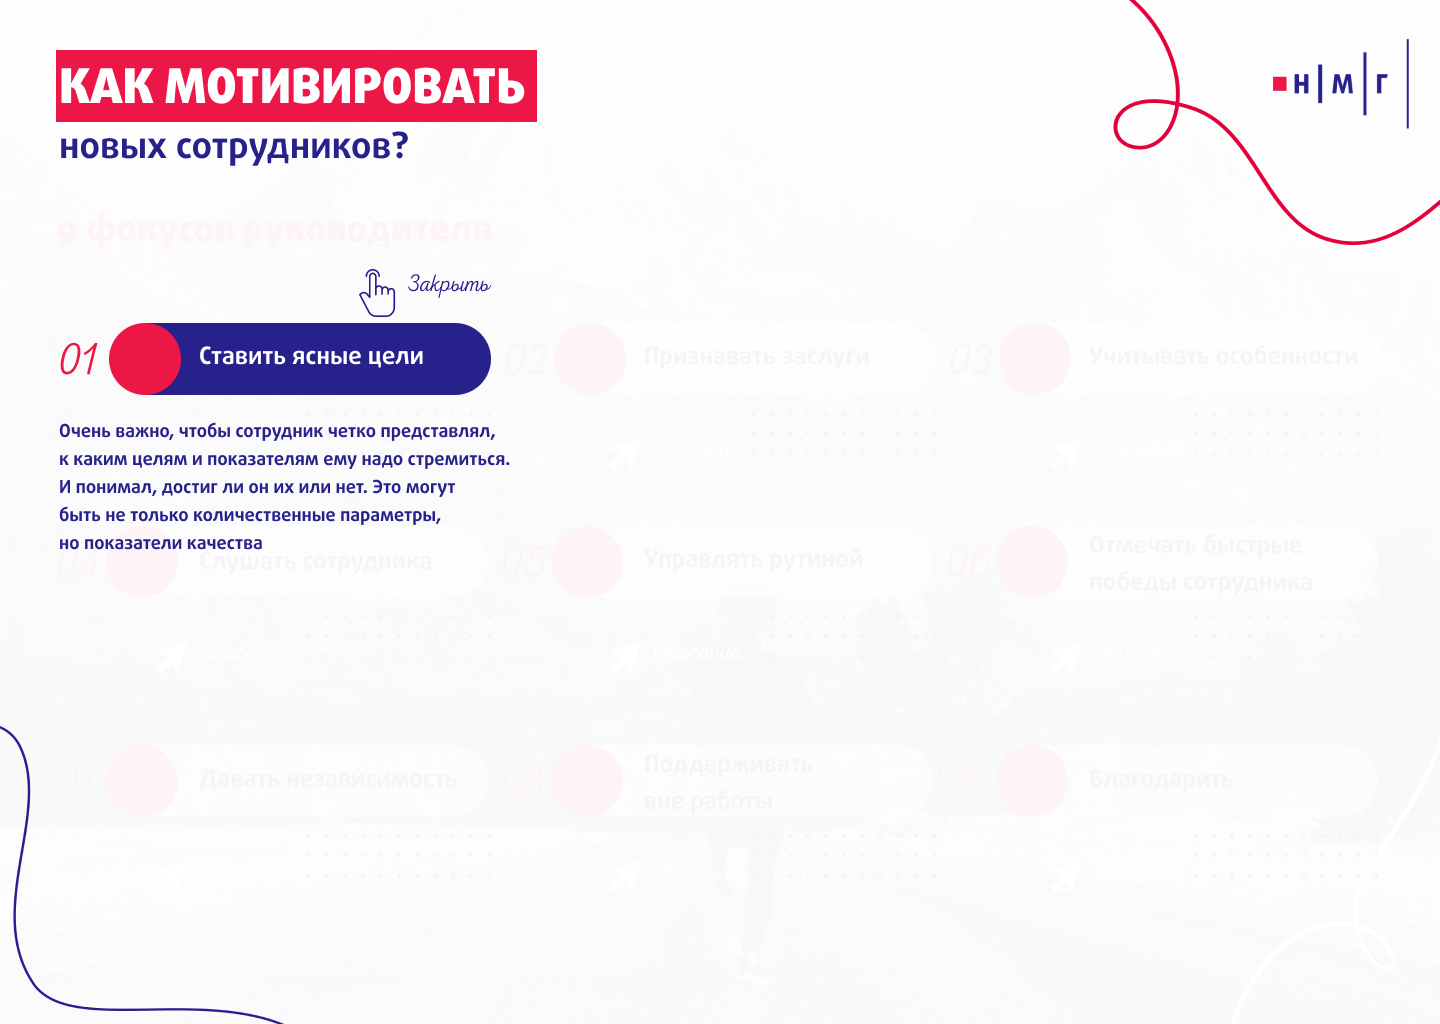 КАК МОТИВИРОВАТЬ
новых сотрудников?
Н М Г
9 фокусов руководителя
Закрыть
01 Ставить ясные цели
02 Признавать заслуги
03 Учитывать особенности
Очень важно, чтобы сотрудник четко представлял,
к каким целям и показателям ему надо стремиться.
И понимал, достиг ли он их или нет. Это могут
быть не только количественные параметры,
но показатели качества
Описание
Описание
04 Слушать сотрудника
05 Управлять рутиной
06 Отмечать быстрые
победы сотрудника
Описание
Описание
Описание
07 Давать независимость
08 Поддерживать
вне работы
09 Благодарить
Описание